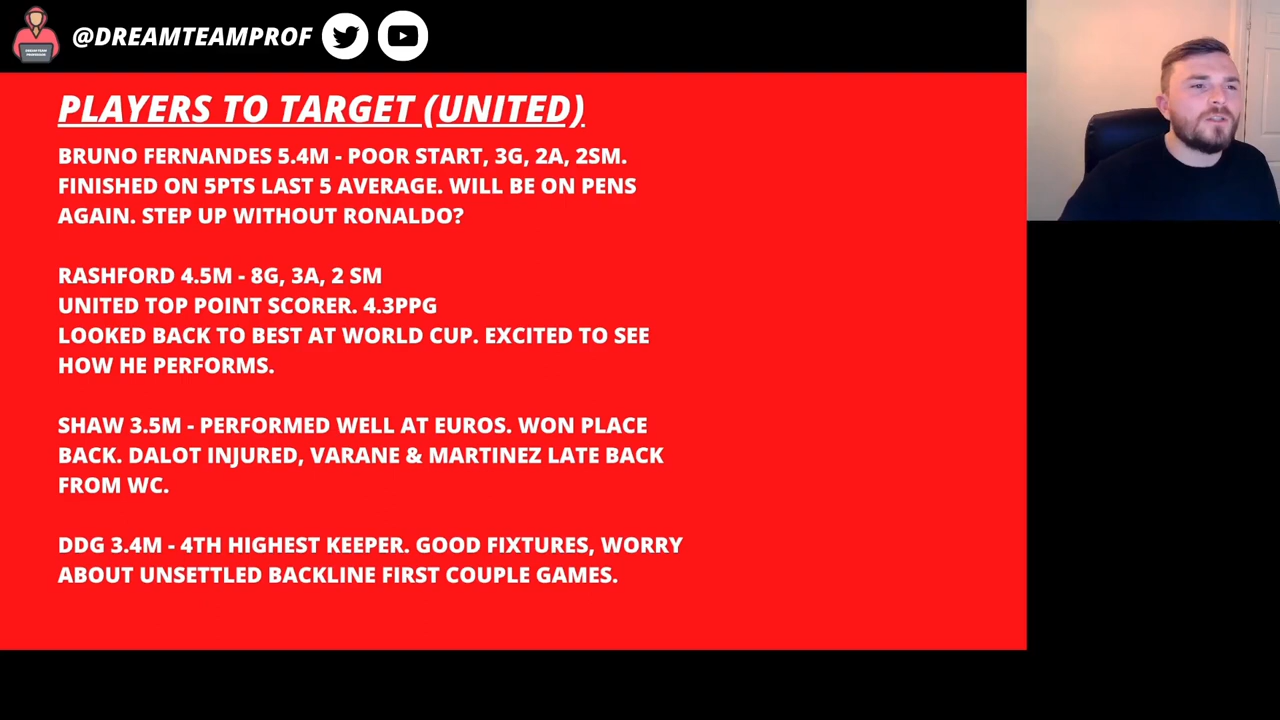 @DREAMTEAMPROF
PLAYERS TO TARGET (UNITED)
BRUNO FERNANDES 5.4M - POOR START, 3G, 2A, 2SM.
FINISHED ON 5PTS LAST 5 AVERAGE. WILL BE ON PENS
AGAIN. STEP UP WITHOUT RONALDO?
RASHFORD 4.5M - 8G, 3A, 2 SM
UNITED TOP POINT SCORER. 4.3PPG
LOOKED BACK TO BEST AT WORLD CUP. EXCITED TO SEE
HOW HE PERFORMS.
SHAW 3.5M - PERFORMED WELL AT EUROS. WON PLACE
BACK. DALOT INJURED, VARANE & MARTINEZ LATE BACK
FROM WC.
DDG 3.4M - 4TH HIGHEST KEEPER. GOOD FIXTURES, WORRY
ABOUT UNSETTLED BACKLINE FIRST COUPLE GAMES.